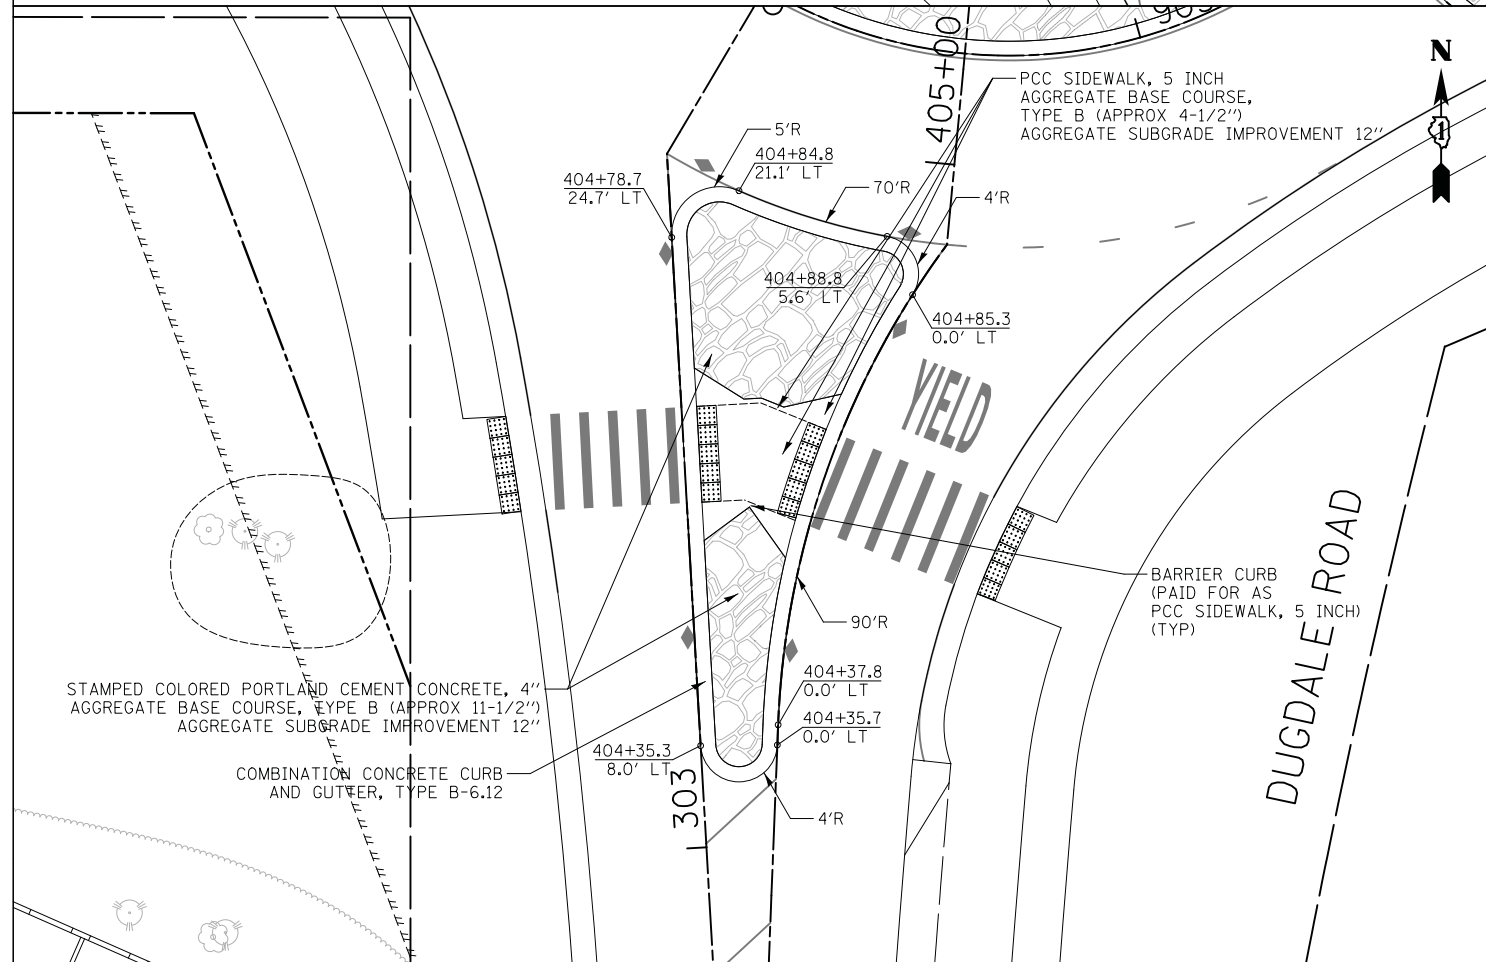 905
405+00
N
1
PCC SIDEWALK, 5 INCH
AGGREGATE BASE COURSE,
TYPE B (APPROX 4-1/2")
AGGREGATE SUBGRADE IMPROVEMENT 12"
5'R
404+84.8
21.1' LT
404+78.7
24.7' LT
70'R
4'R
404+88.8
5.6' LT
404+85.3
0.0' LT
YIELD
BARRIER CURB
(PAID FOR AS
PCC SIDEWALK, 5 INCH)
(TYP)
90'R
DUGDALE ROAD
STAMPED COLORED PORTLAND CEMENT CONCRETE, 4"
AGGREGATE BASE COURSE, TYPE B (APPROX 11-1/2")
AGGREGATE SUBGRADE IMPROVEMENT 12"
404+37.8
0.0' LT
404+35.7
0.0' LT
404+35.3
8.0' LT
COMBINATION CONCRETE CURB
AND GUTTER, TYPE B-6.12
303
4'R